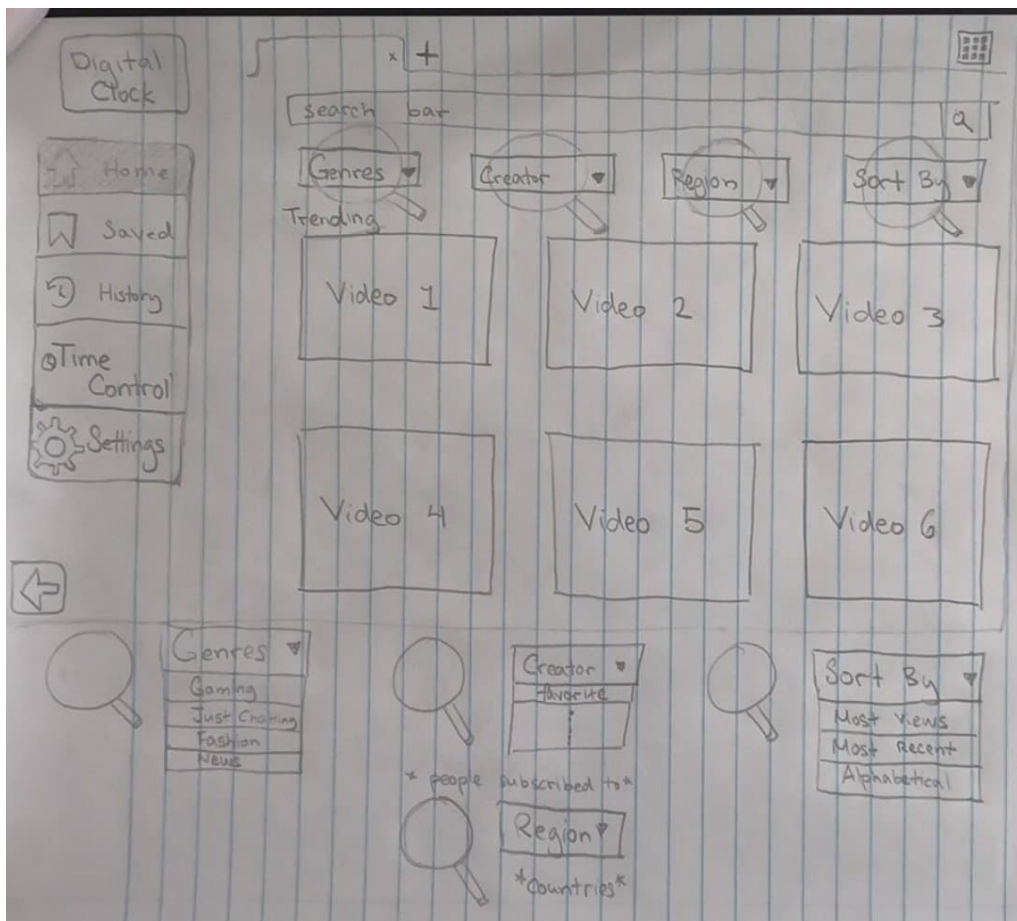 Digital
Clock
x +
search bar
Home
Saved
History
Time
Control
Settings
Genres
Creator
Region
Sort By
Trending
Video 1
Video 2
Video 3
Video 4
Video 5
Video 6
Genres
Gaming
Just Chatting
Fashion
News
Creator
favorite
* people subscribed to*
Region
*Countries*
Sort By
Most Views
Most Recent
Alphabetical